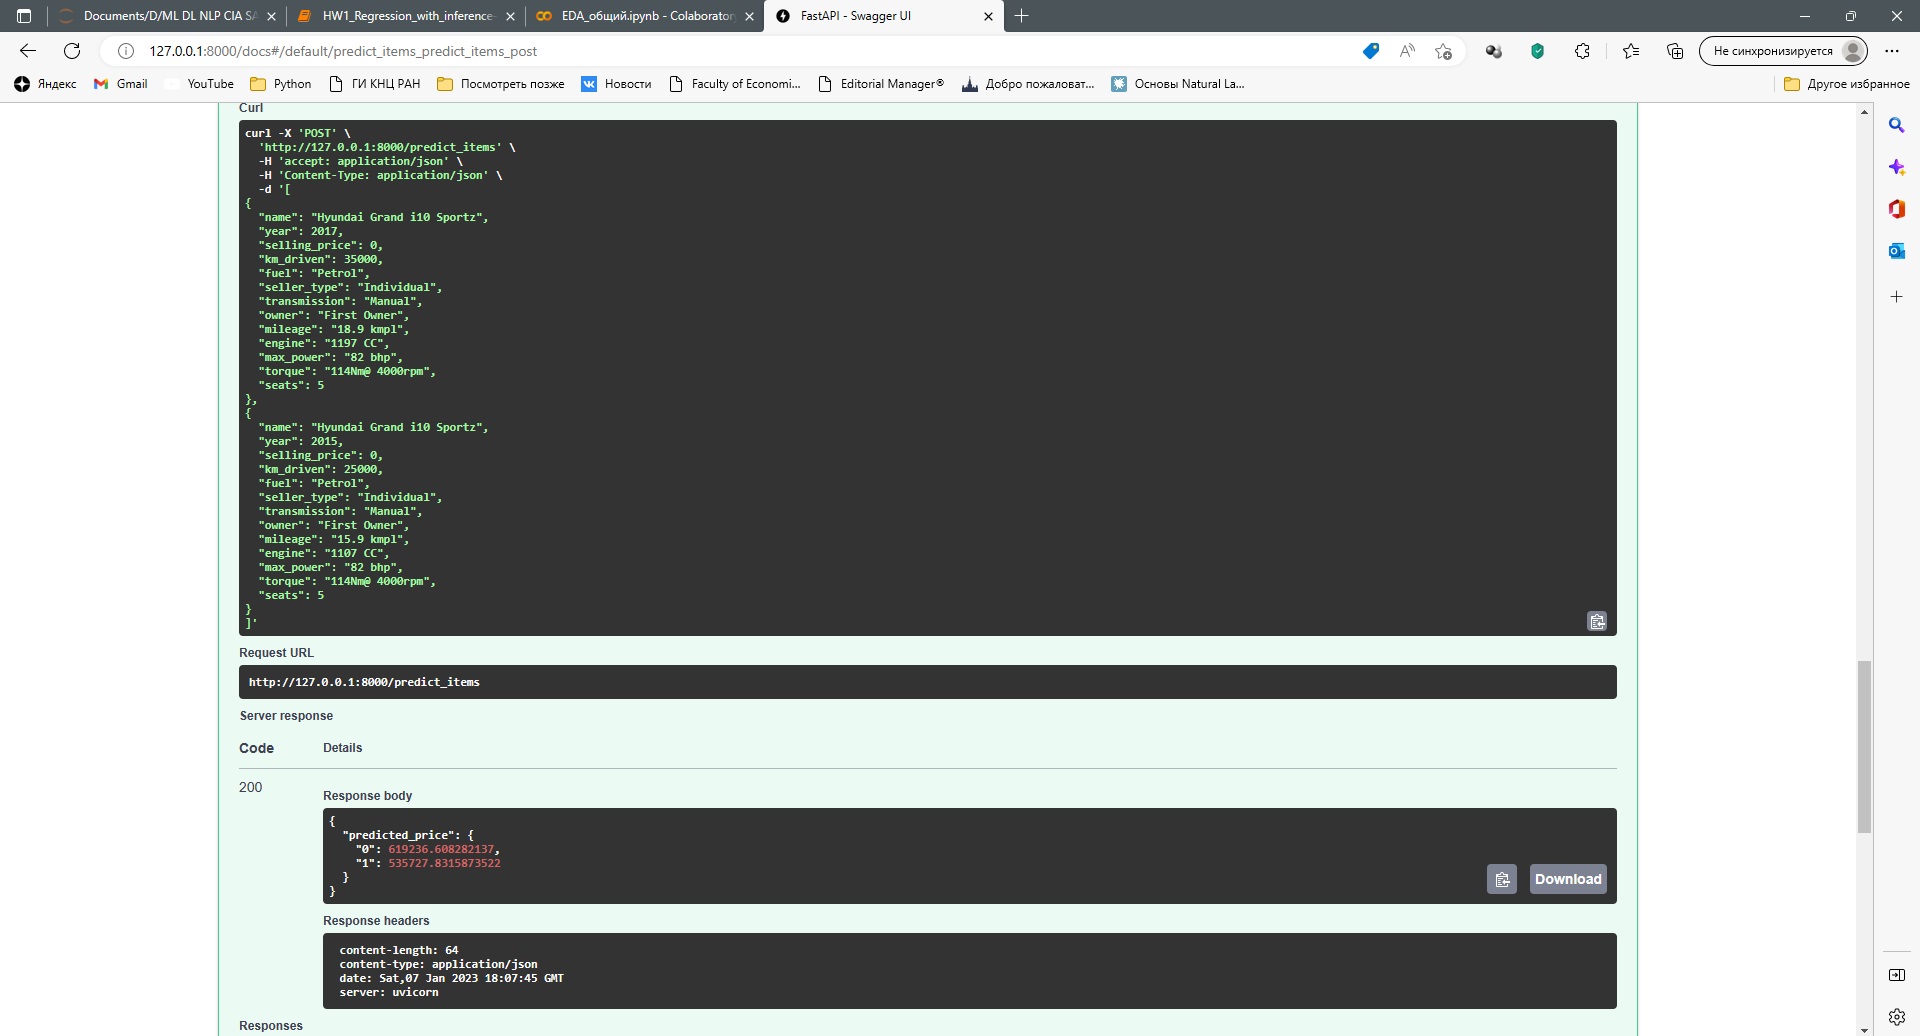 Documents/D/ML DL NLP CIA SA
HW1_Regression_with_inference-
EDA_общий.ipynb - Colaboratory
FastAPI - Swagger UI
127.0.0.1:8000/docs#/default/predict_items_predict_items_post
Не синхронизируется
Яндекс
Gmail
YouTube
Python
ГИ КНЦ РАН
Посмотреть позже
Новости
Faculty of Economi...
Editorial Manager®
Добро пожаловат...
Основы Natural La...
Другое избранное
Curl
curl -X 'POST' \
'http://127.0.0.1:8000/predict_items' \
-H 'accept: application/json' \
-H 'Content-Type: application/json' \
-d '[
{
"name": "Hyundai Grand i10 Sportz",
"year": 2017,
"selling_price": 0,
"km_driven": 35000,
"fuel": "Petrol",
"seller_type": "Individual",
"transmission": "Manual",
"owner": "First Owner",
"mileage": "18.9 kmpl",
"engine": "1197 CC",
"max_power": "82 bhp",
"torque": "114Nm@ 4000rpm",
"seats": 5
},
{
"name": "Hyundai Grand i10 Sportz",
"year": 2015,
"selling_price": 0,
"km_driven": 25000,
"fuel": "Petrol",
"seller_type": "Individual",
"transmission": "Manual",
"owner": "First Owner",
"mileage": "15.9 kmpl",
"engine": "1107 CC",
"max_power": "82 bhp",
"torque": "114Nm@ 4000rpm",
"seats": 5
}
]'
Request URL
http://127.0.0.1:8000/predict_items
Server response
Code Details
200
Response body
{
"predicted_price": {
"0": 619236.608282137,
"1": 535727.8315873522
}
}
Download
Response headers
content-length: 64
content-type: application/json
date: Sat,07 Jan 2023 18:07:45 GMT
server: uvicorn
Responses